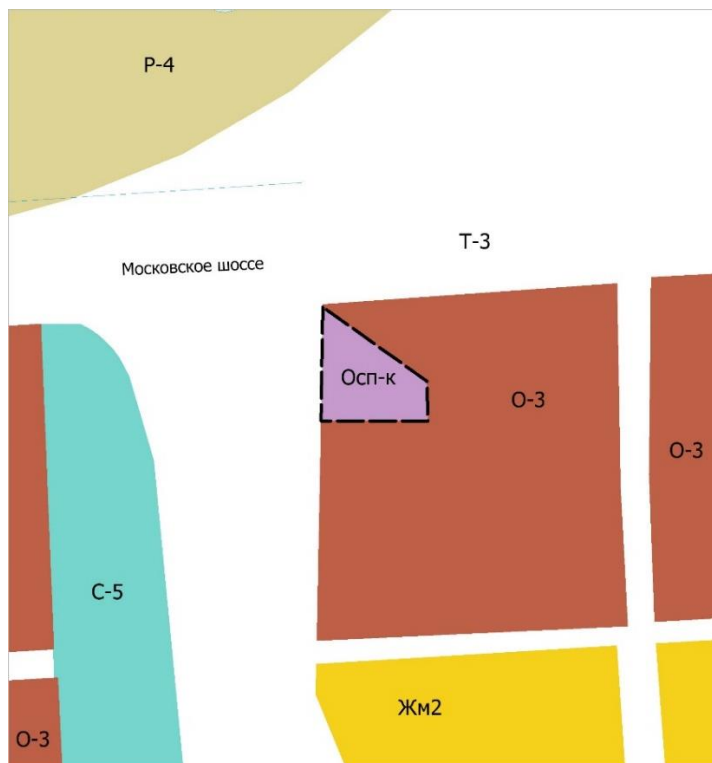 Р-4
Т-3
Московское шоссе
Осп-к
О-3
О-3
С-5
Жм2
О-3